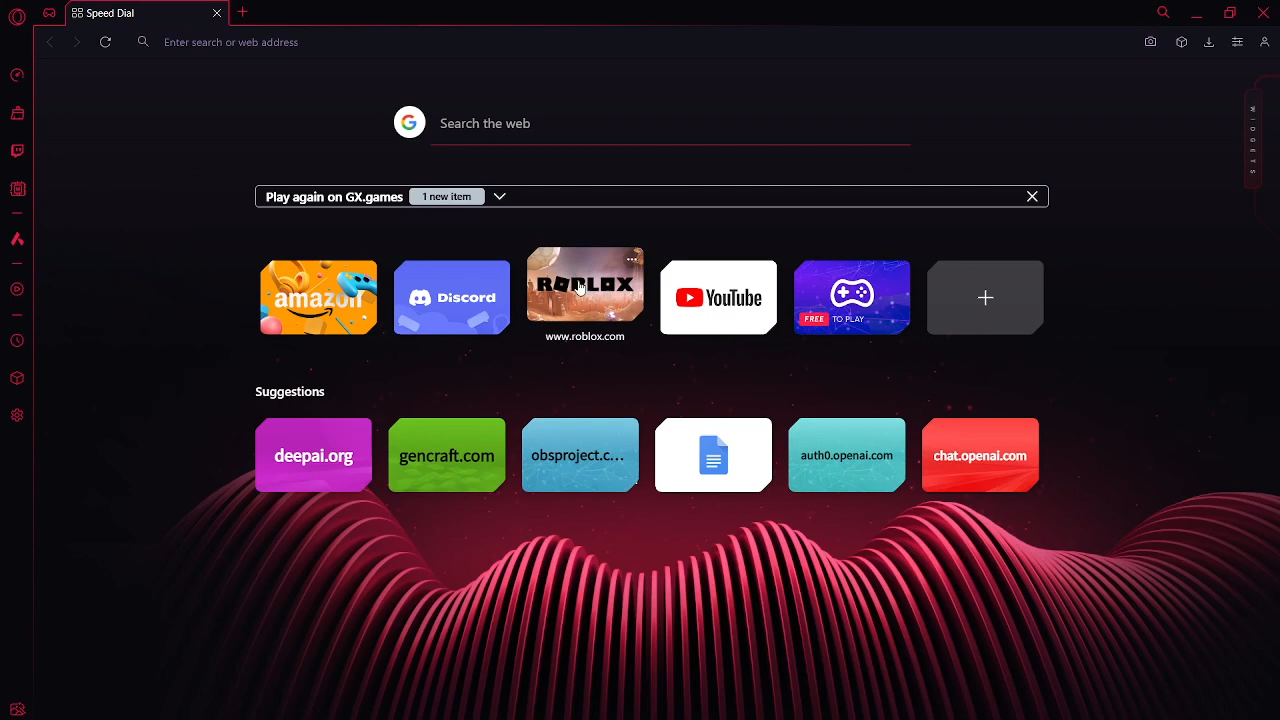 Speed Dial
Enter search or web address
WIDGETS
Search the web
Play again on GX.games 1 new item
amazon
Discord
ROBLOX
YouTube
FREE TO PLAY
www.roblox.com
Suggestions
deepai.org
gencraft.com
obsproject.c...
auth0.openai.com
chat.openai.com